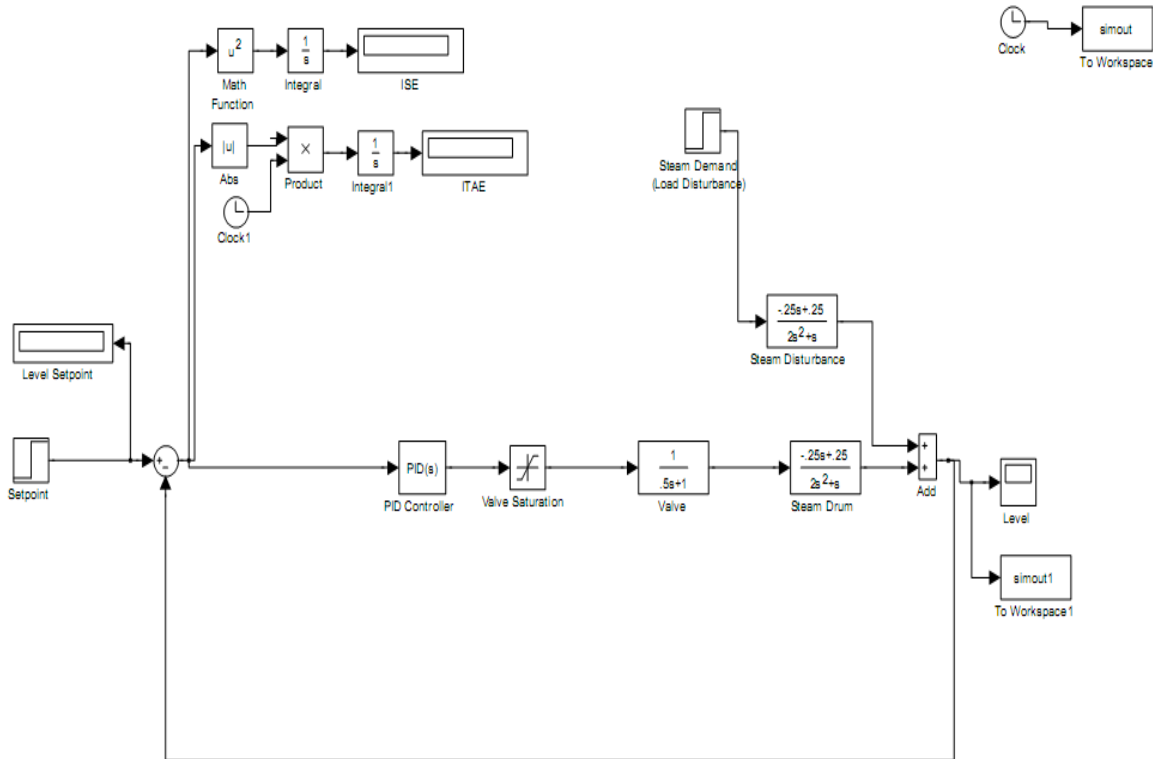 simout
Clock
To Workspace
u²
1
s
Math
Function
Integral
ISE
|u|
×
1
s
Abs
Product
Integral1
ITAE
Clock1
Steam Demand
(Load Disturbance)
-.25s+.25
2s²+s
Steam Disturbance
Level Setpoint
Setpoint
+
−
PID(s)
PID Controller
Valve Saturation
1
.5s+1
Valve
-.25s+.25
2s²+s
Steam Drum
+
+
Add
Level
simout1
To Workspace1